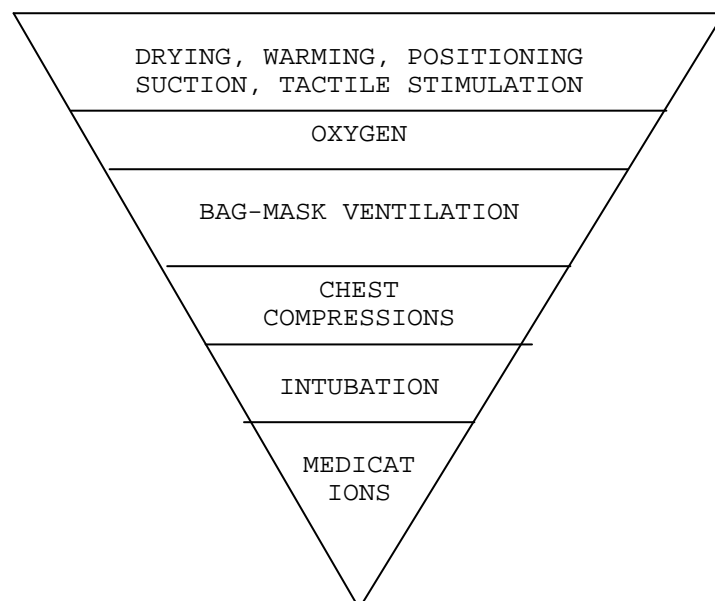 DRYING, WARMING, POSITIONING
SUCTION, TACTILE STIMULATION
OXYGEN
BAG-MASK VENTILATION
CHEST
COMPRESSIONS
INTUBATION
MEDICAT
IONS